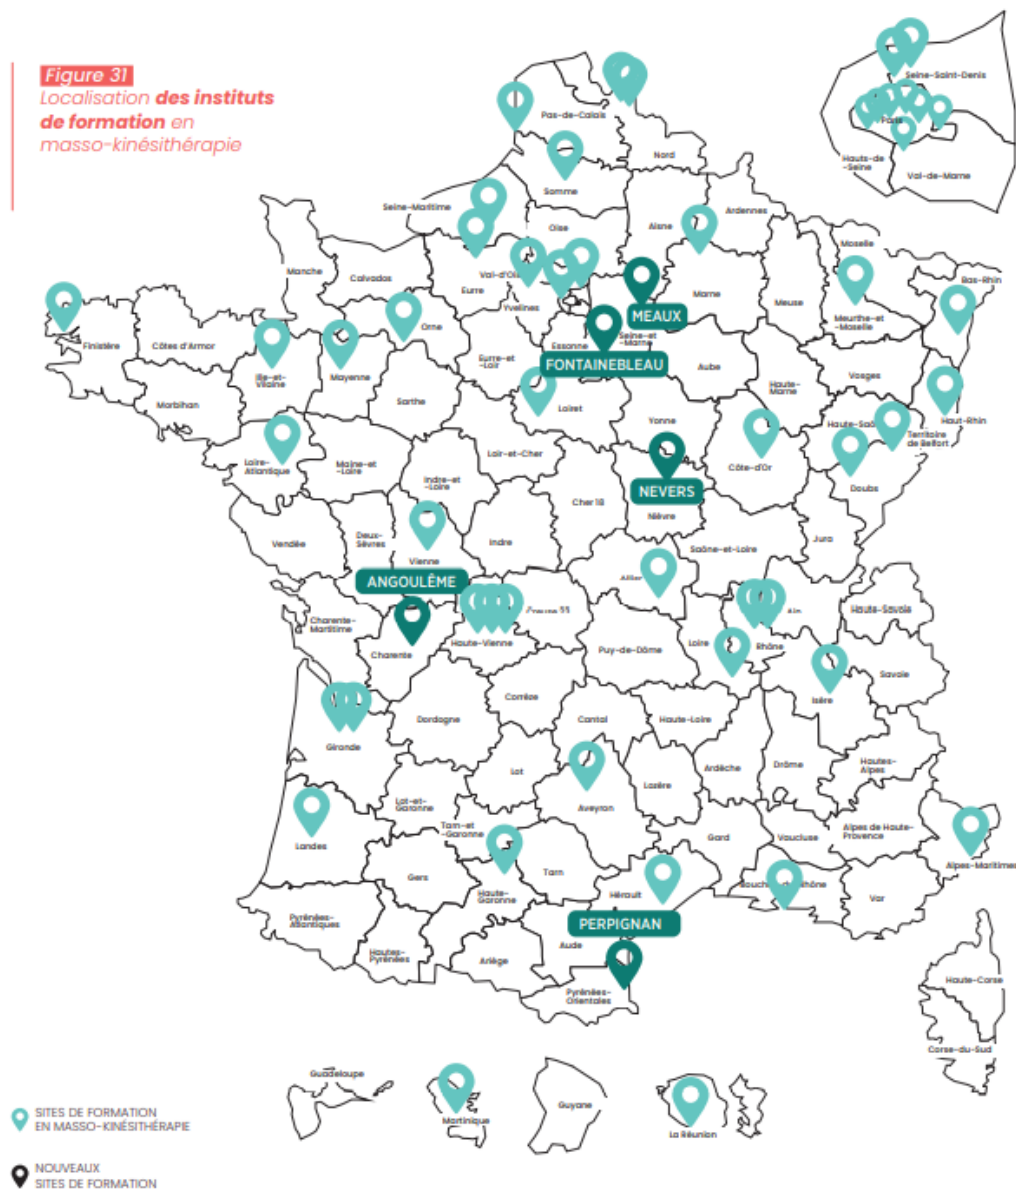 Figure 31
Localisation des instituts
de formation en
masso-kinésithérapie
Seine-Saint-Denis
Paris
Hauts-de
-Seine
Val-de-Marne
Pas-de-Calais
Nord
Somme
Seine-Maritime
Oise
Aisne
Ardennes
Moselle
Manche
Calvados
Eurre
Yvelines
Marne
Meuse
Bas-Rhin
Meurthe-et
-Moselle
MEAUX
Seine-et
-Marne
Essonne
FONTAINEBLEAU
Finistère
Côtes d'Armor
Orne
Ille-et-
Vilaine
Mayenne
Eurre-et
-Loir
Aube
Haute-
Marne
Vosges
Morbihan
Sarthe
Loiret
Yonne
Haut-Rhin
Territoire
de Belfort
Loire-
Atlantique
Maine-et
-Loire
Loir-et-Cher
Côte-d'Or
Indre-et
-Loire
NEVERS
Doubs
Cher 18
Nièvre
Vendée
Deux-
Sèvres
Vienne
Indre
Saône-et-Loire
Jura
ANGOULÊME
Allier
Ain
Haute-Savoie
Charente-
Maritime
Charente
Haute-Vienne
Puy-de-Dôme
Loire
Rhône
Savoie
Isère
Corrèze
Dordogne
Cantal
Haute-Loire
Gironde
Lot
Aveyron
Lozère
Ardèche
Drôme
Hautes-
Alpes
Lot-et-
Garonne
Tarn-et
-Garonne
Landes
Gard
Vaucluse
Alpes de Haute-
Provence
Alpes-Maritimes
Gers
Haute-
Garonne
Tarn
Hérault
Var
Pyrénées-
Atlantiques
Hautes-
Pyrénées
Ariège
PERPIGNAN
Aude
Pyrénées-
Orientales
Haute-Corse
Corse-du-Sud
Guadeloupe
Martinique
Guyane
La Réunion
SITES DE FORMATION
EN MASSO-KINÉSITHÉRAPIE
NOUVEAUX
SITES DE FORMATION